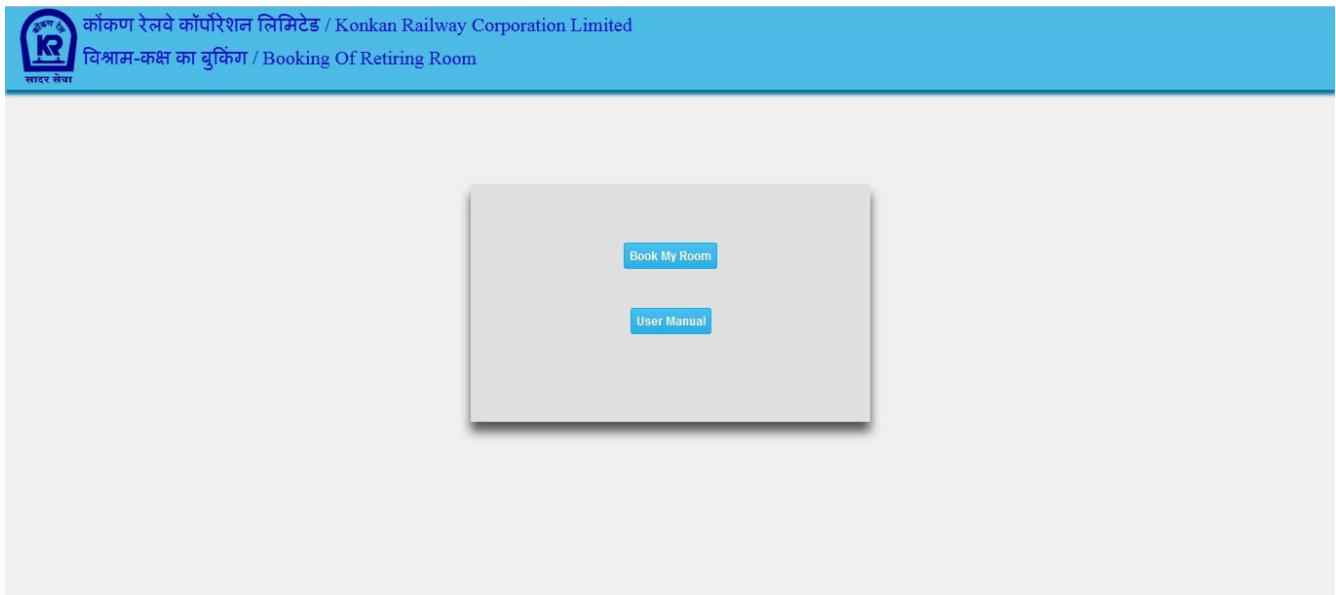 कोंकण रेलवे कॉर्पोरेशन लिमिटेड / Konkan Railway Corporation Limited
विश्राम-कक्ष का बुकिंग / Booking Of Retiring Room
कोंकण रेल
KR
सादर सेवा
Book My Room
User Manual